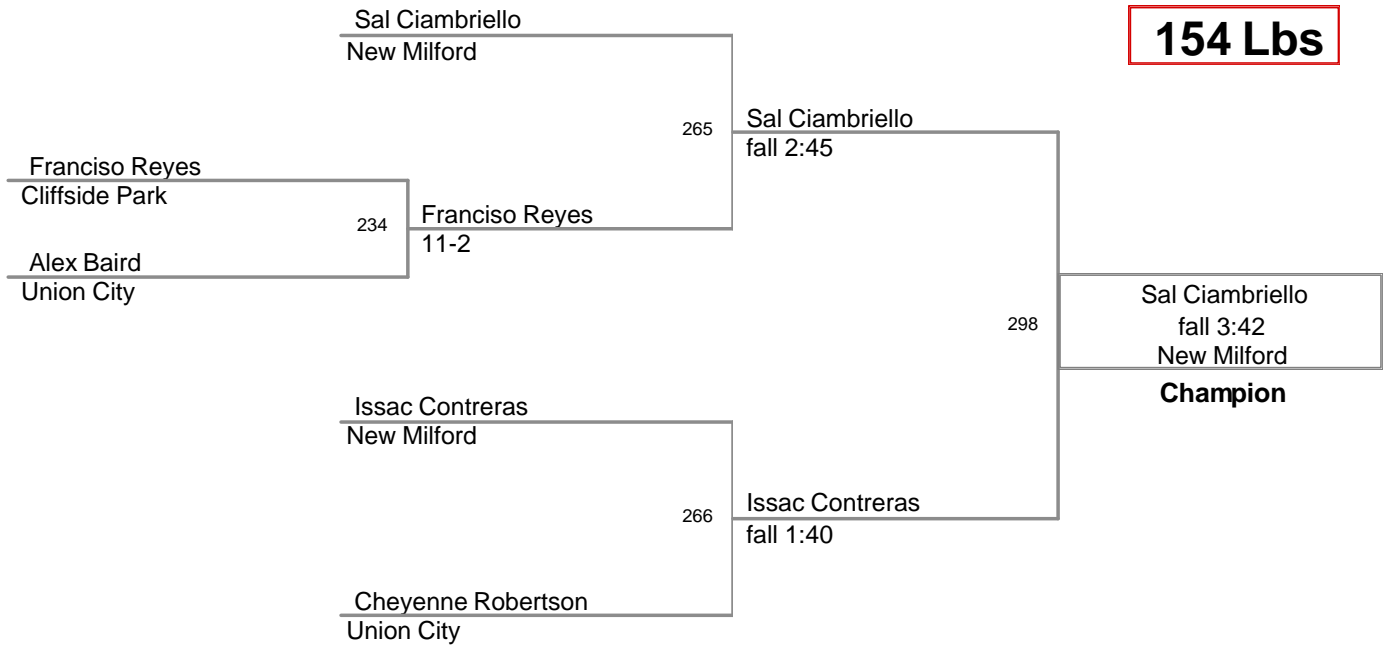 Sal Ciambriello
154 Lbs
New Milford
265
Sal Ciambriello
fall 2:45
Franciso Reyes
Cliffside Park
234
Franciso Reyes
11-2
Alex Baird
Union City
Sal Ciambriello
298
fall 3:42
New Milford
Champion
Issac Contreras
New Milford
266
Issac Contreras
fall 1:40
Cheyenne Robertson
Union City